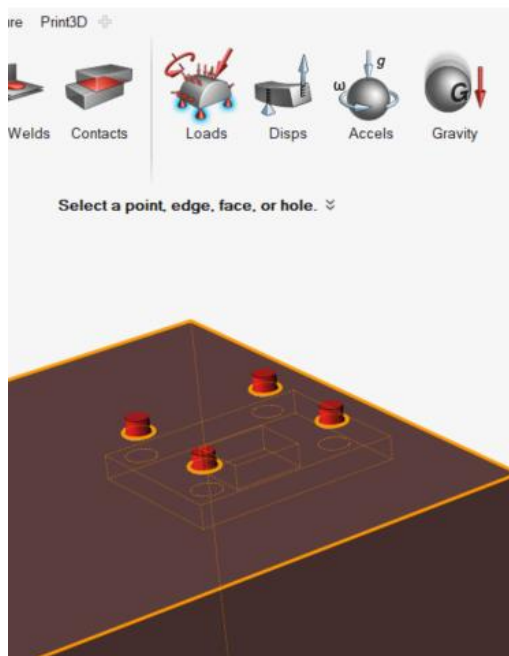 re Print3D
Welds Contacts Loads Disps Accels Gravity
g
ω
G
Select a point, edge, face, or hole.